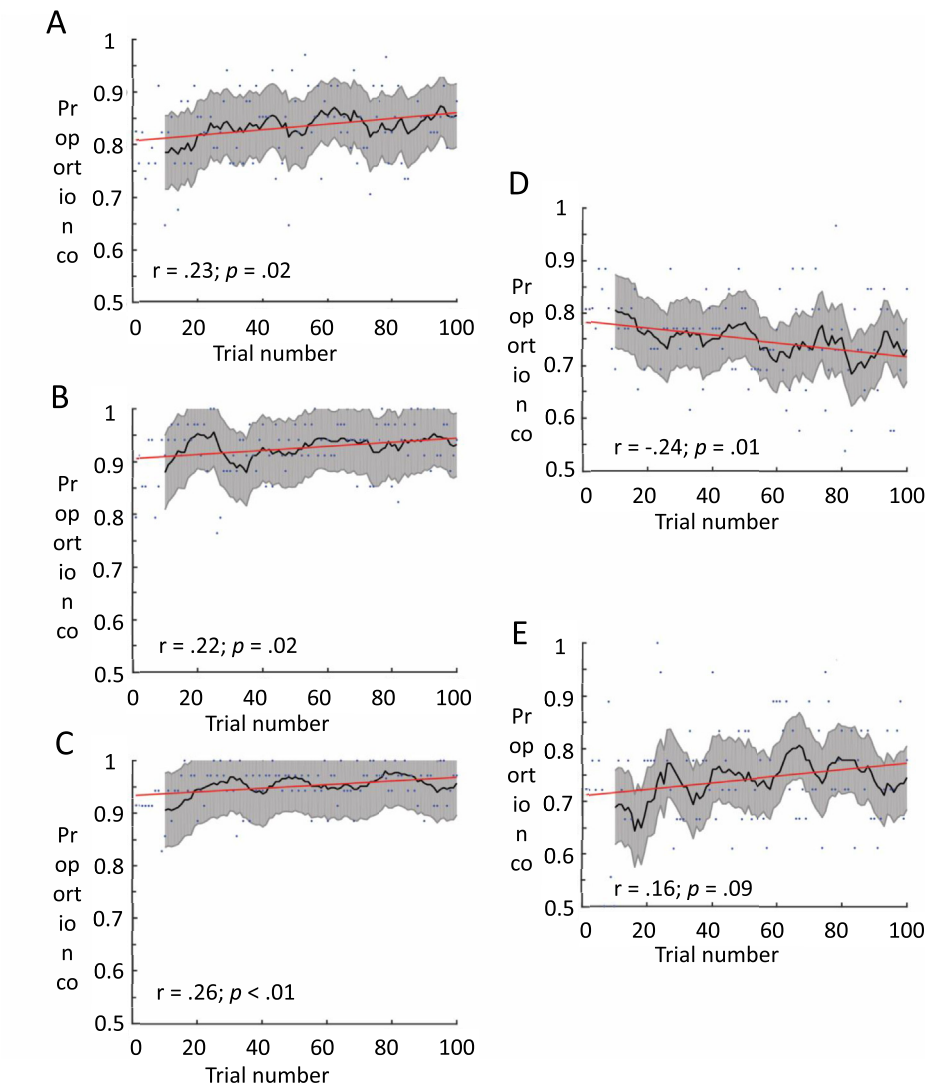 A
1
0.9
0.8
0.7
0.6
0.5
Pr
op
ort
io
n
co
r = .23; p = .02
0 20 40 60 80 100
Trial number
B
1
0.9
0.8
0.7
0.6
0.5
Pr
op
ort
io
n
co
r = .22; p = .02
0 20 40 60 80 100
Trial number
C
1
0.9
0.8
0.7
0.6
0.5
Pr
op
ort
io
n
co
r = .26; p < .01
0 20 40 60 80 100
Trial number
D
1
0.9
0.8
0.7
0.6
0.5
Pr
op
ort
io
n
co
r = -.24; p = .01
0 20 40 60 80 100
Trial number
E
1
0.9
0.8
0.7
0.6
0.5
Pr
op
ort
io
n
co
r = .16; p = .09
0 20 40 60 80 100
Trial number